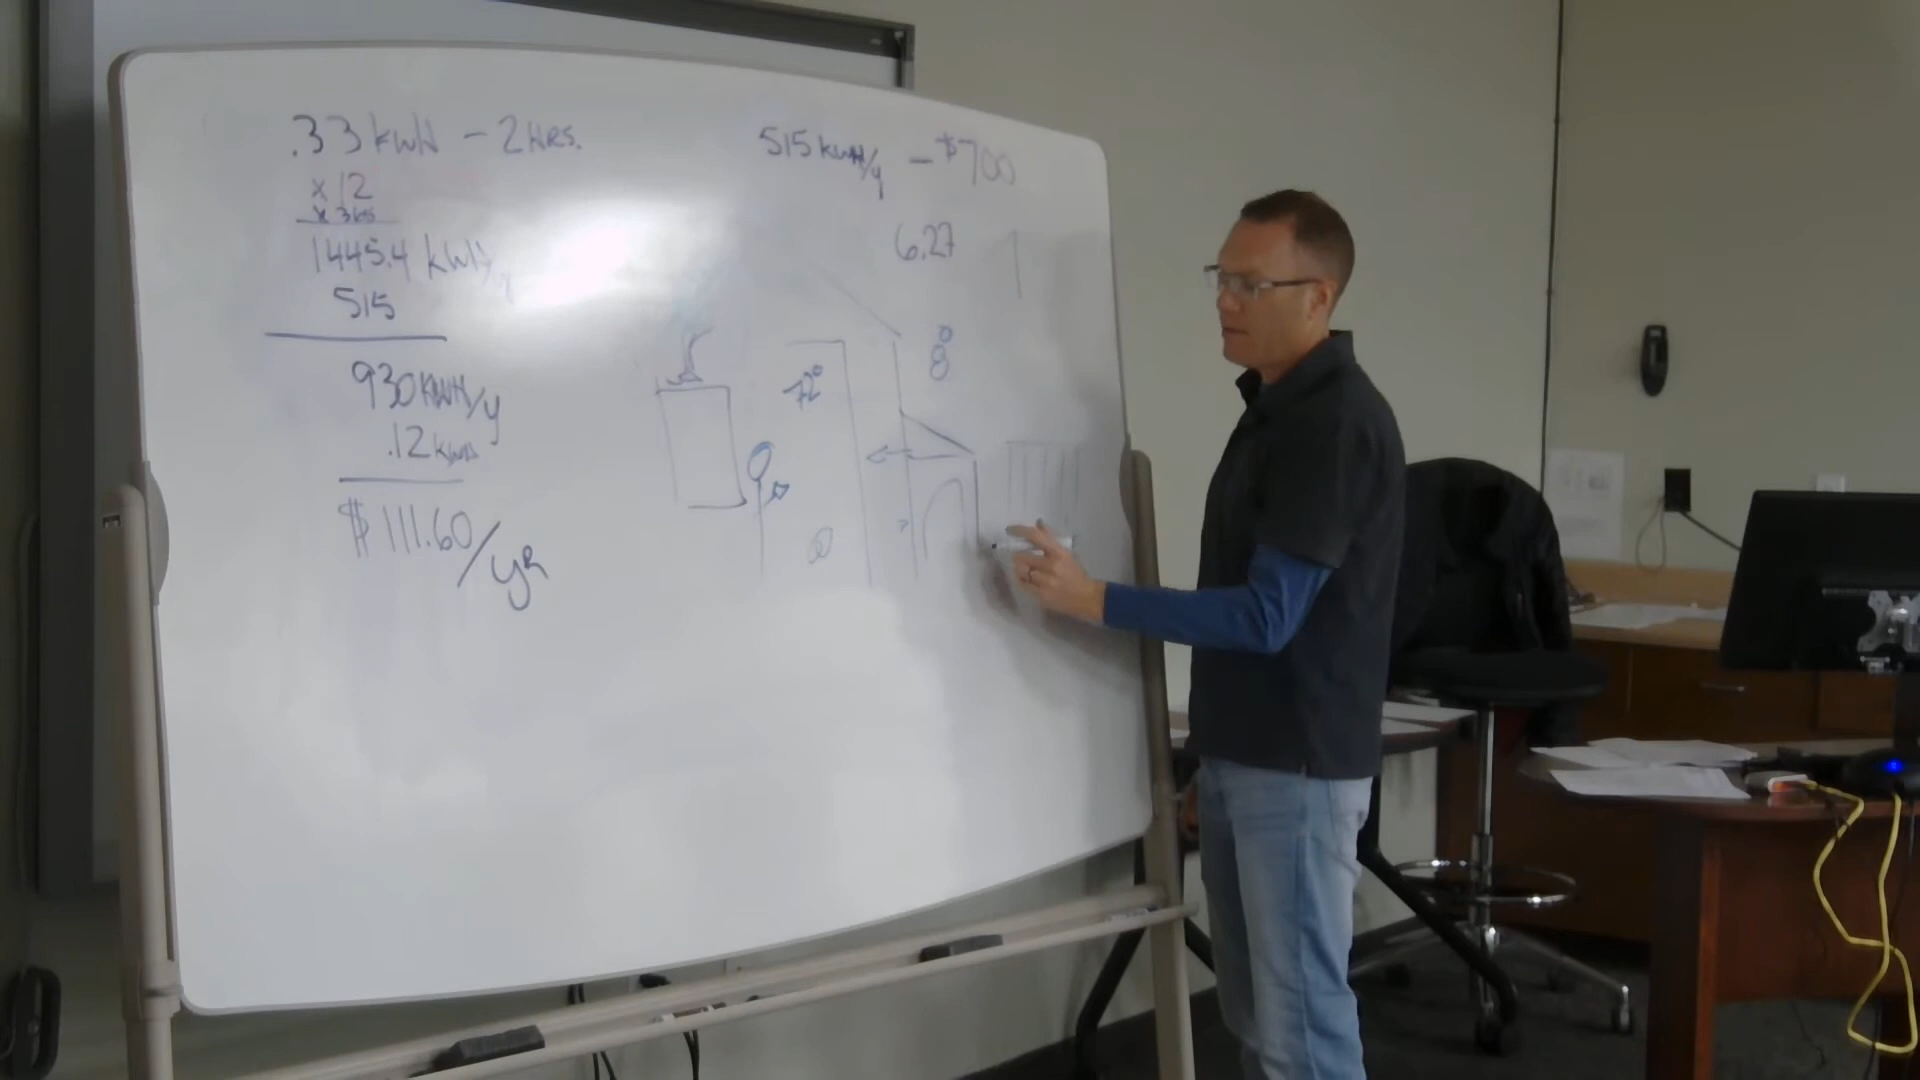 .33 kWH - 2 HRS.
x 12
x 365
1445.4 kWH/y
515
930 KWH/y
.12 kWH
$111.60/yR
515 kWH/y - $700
6.27
72°
8°